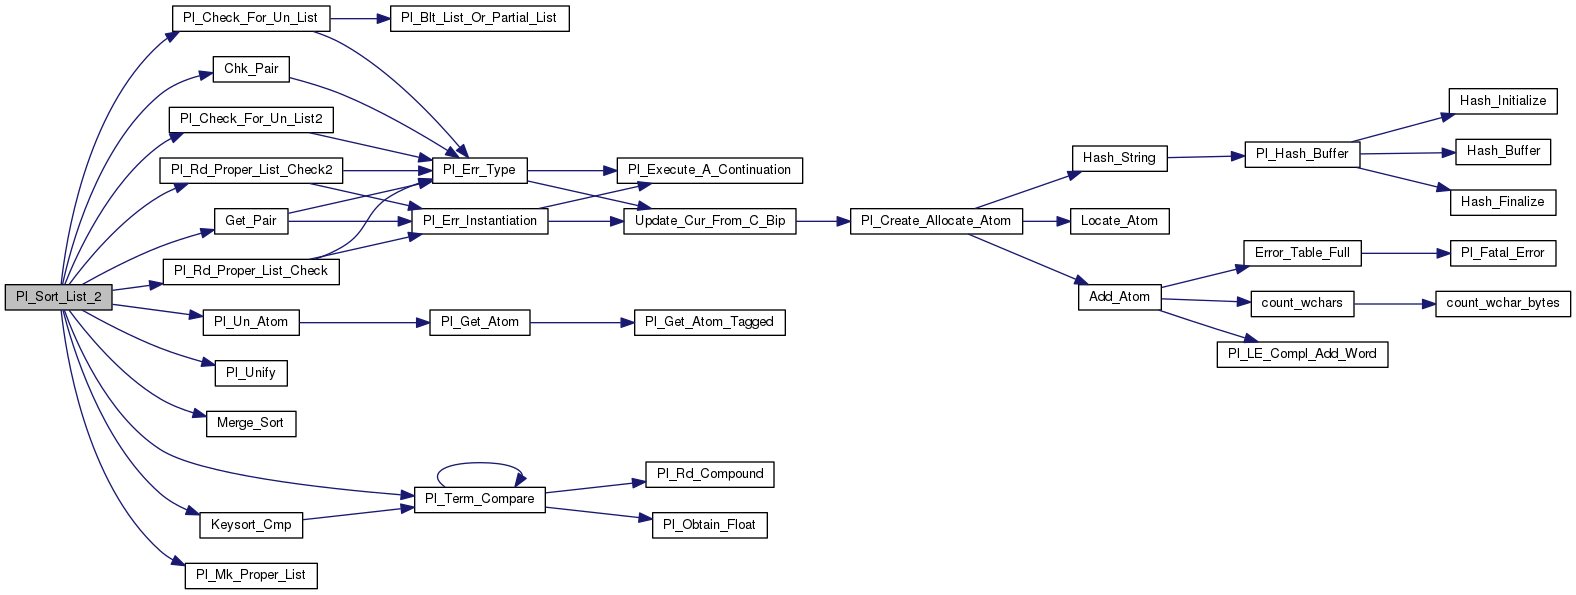 Pl_Check_For_Un_List
Pl_Blt_List_Or_Partial_List
Chk_Pair
Hash_Initialize
Pl_Check_For_Un_List2
Hash_String
Pl_Hash_Buffer
Hash_Buffer
Pl_Rd_Proper_List_Check2
Pl_Err_Type
Pl_Execute_A_Continuation
Hash_Finalize
Get_Pair
Pl_Err_Instantiation
Update_Cur_From_C_Bip
Pl_Create_Allocate_Atom
Locate_Atom
Error_Table_Full
Pl_Fatal_Error
Pl_Rd_Proper_List_Check
Pl_Sort_List_2
Add_Atom
count_wchars
count_wchar_bytes
Pl_Un_Atom
Pl_Get_Atom
Pl_Get_Atom_Tagged
Pl_LE_Compl_Add_Word
Pl_Unify
Merge_Sort
Pl_Rd_Compound
Pl_Term_Compare
Keysort_Cmp
Pl_Obtain_Float
Pl_Mk_Proper_List